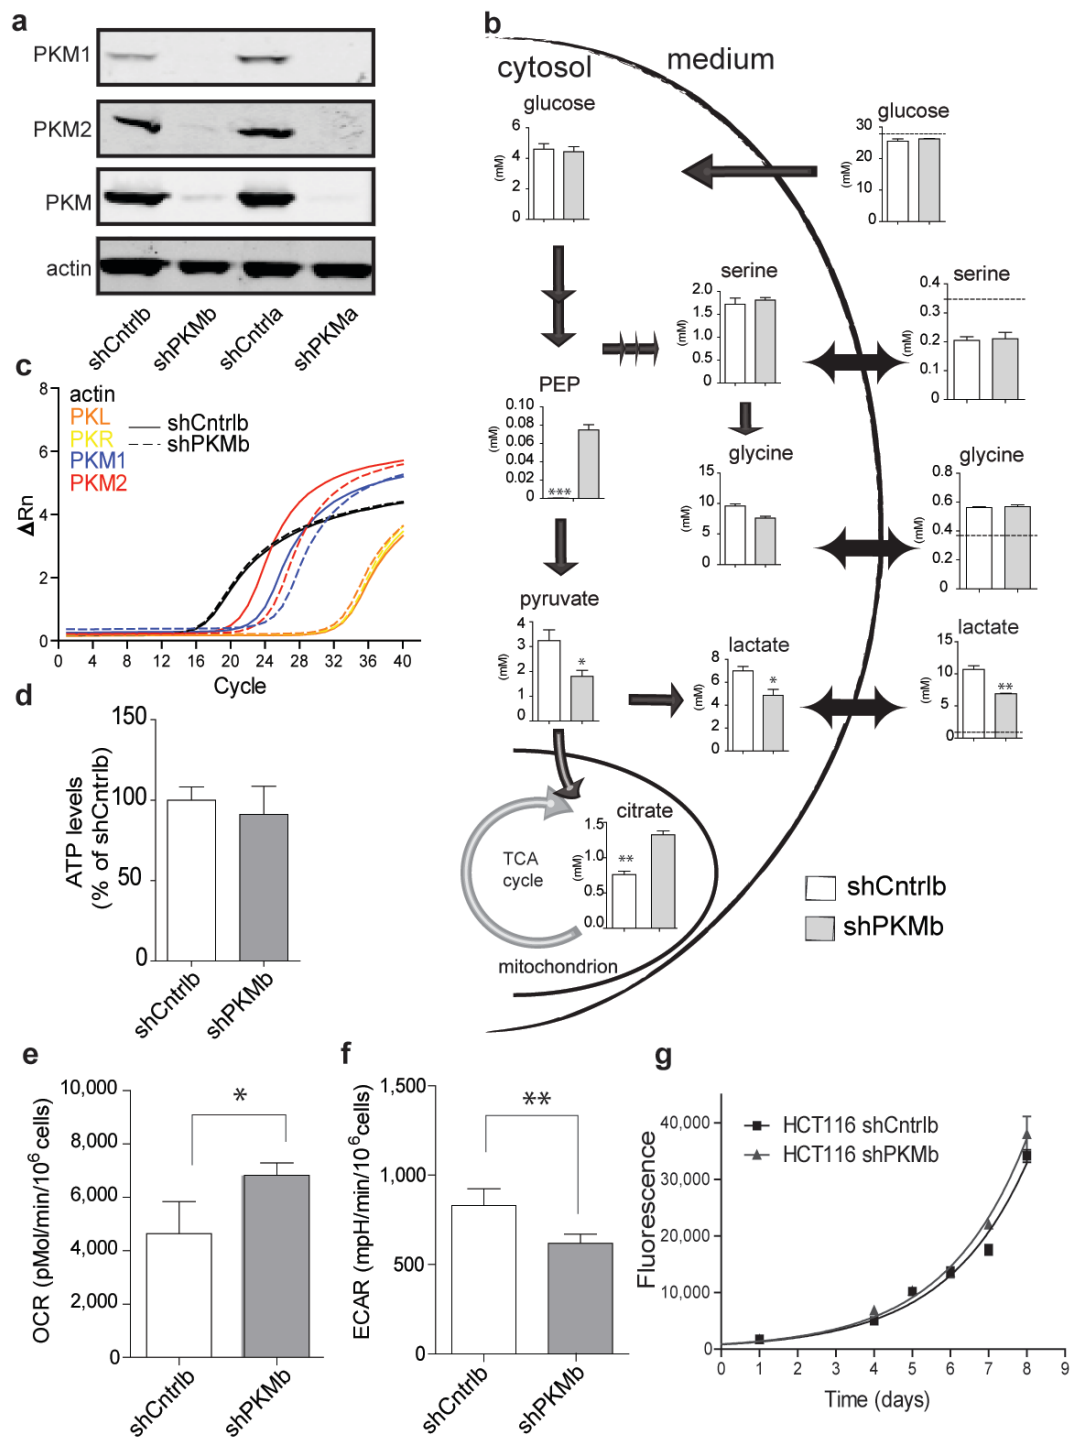 a
PKM1
PKM2
PKM
actin
shCntrlb
shPKMb
shCntrla
shPKMa
b
cytosol
medium
glucose
6
4
2
0
(mM)
glucose
30
20
10
0
(mM)
serine
2.0
1.5
1.0
0.5
0
(mM)
serine
0.4
0.3
0.2
0.1
0
(mM)
PEP
0.10
0.08
0.06
0.04
0.02
0
(mM)
***
glycine
15
10
5
0
(mM)
glycine
0.8
0.6
0.4
0.2
0
(mM)
pyruvate
4
3
2
1
0
(mM)
*
lactate
8
6
4
2
0
(mM)
*
lactate
15
10
5
0
(mM)
**
citrate
1.5
1.0
0.5
0.0
(mM)
**
TCA
cycle
mitochondrion
shCntrlb
shPKMb
c
8
6
4
2
0
ΔRn
actin
PKL
PKR
PKM1
PKM2
shCntrlb
shPKMb
0 4 8 12 16 20 24 28 32 36 40
Cycle
d
150
100
50
0
ATP levels
(% of shCntrlb)
shCntrlb
shPKMb
e
10,000
8,000
6,000
4,000
2,000
0
OCR (pMol/min/10⁶ cells)
*
shCntrlb
shPKMb
f
1,500
1,000
500
0
ECAR (mpH/min/10⁶ cells)
**
shCntrlb
shPKMb
g
40,000
30,000
20,000
10,000
0
Fluorescence
HCT116 shCntrlb
HCT116 shPKMb
0 1 2 3 4 5 6 7 8 9
Time (days)